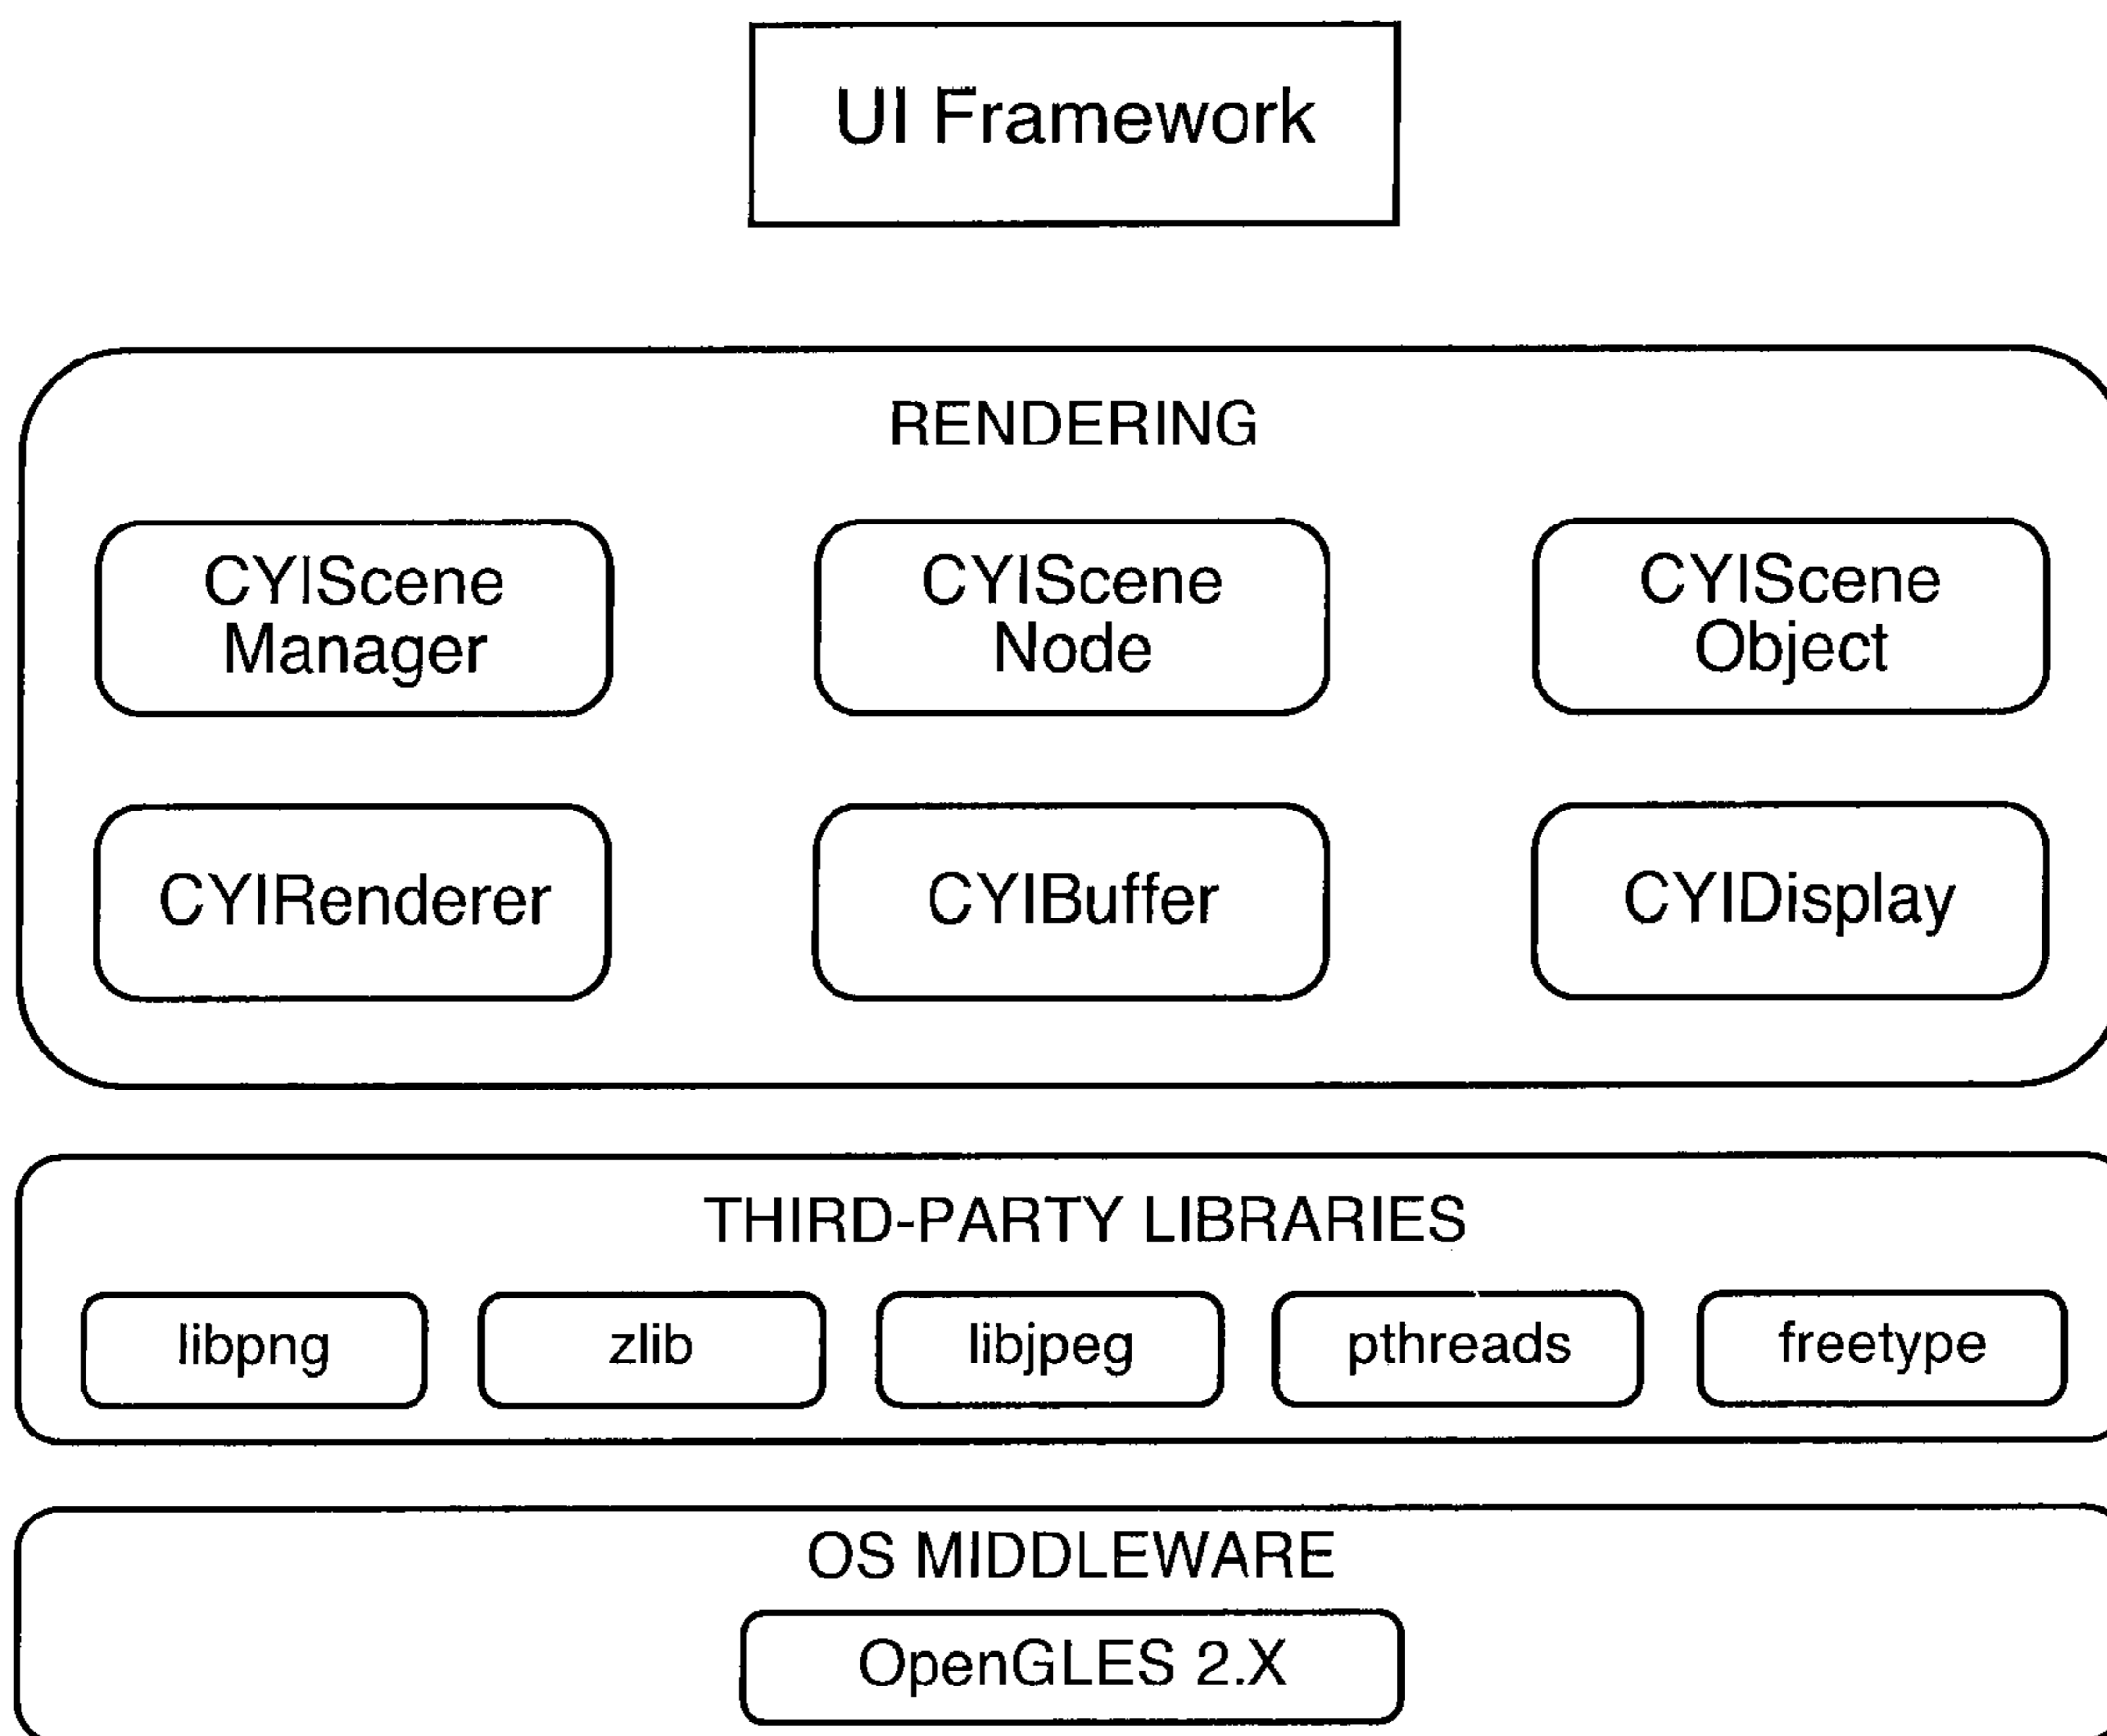 UI Framework
RENDERING
CYIScene
Manager
CYIScene
Node
CYIScene
Object
CYIRenderer
CYIBuffer
CYIDisplay
THIRD-PARTY LIBRARIES
libpng
zlib
libjpeg
pthreads
freetype
OS MIDDLEWARE
OpenGLES 2.X